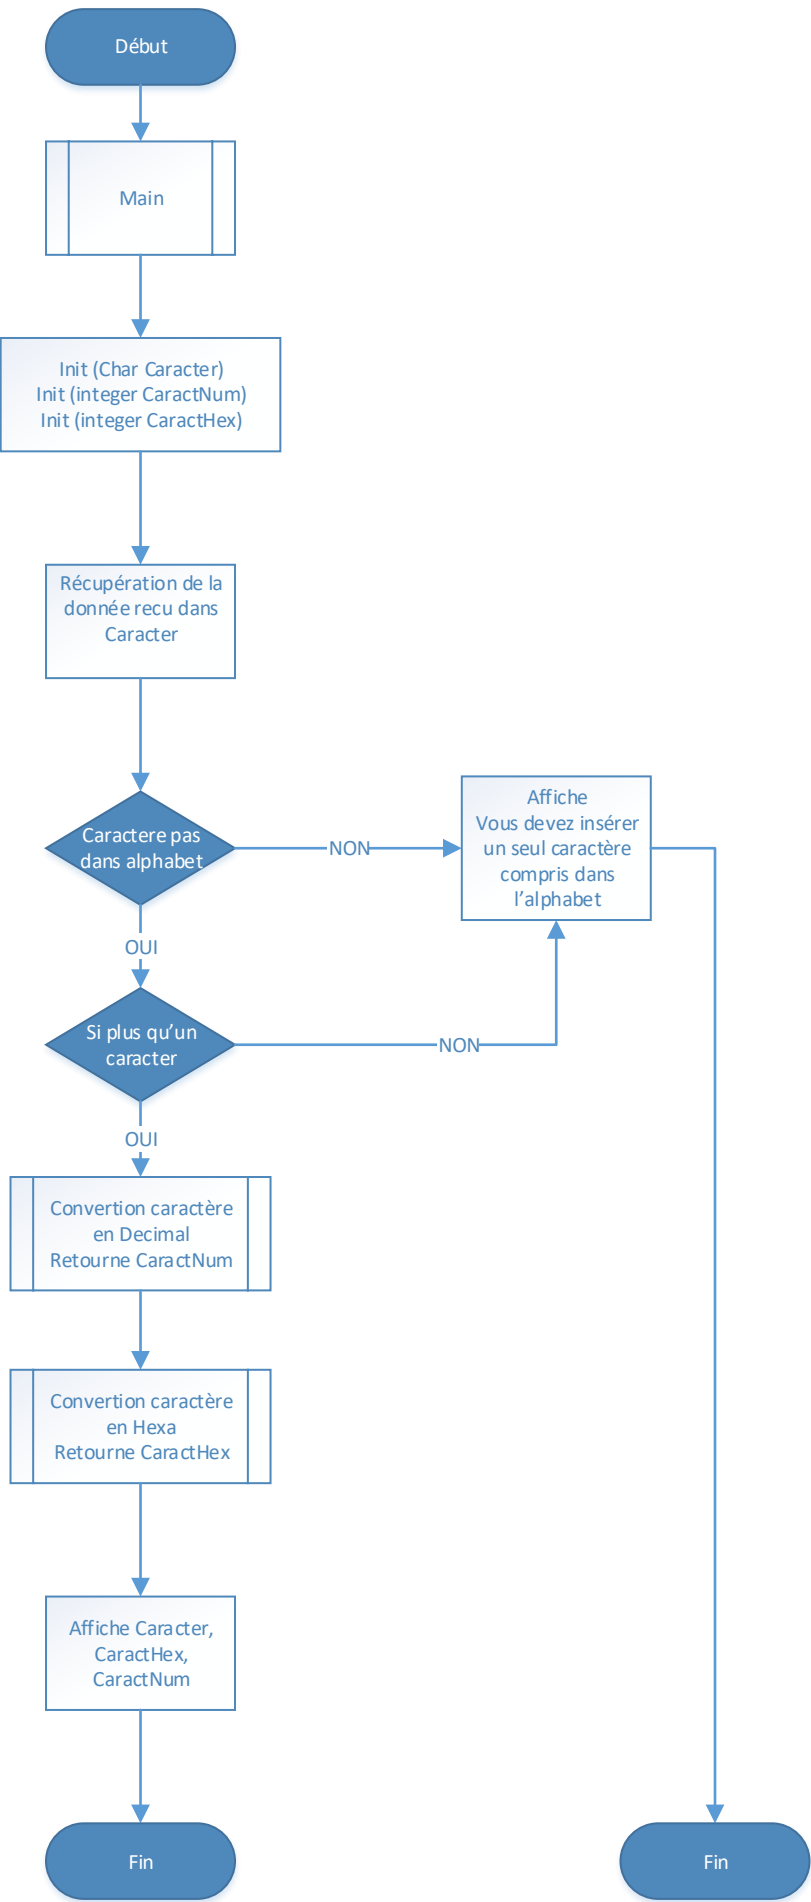 Début
Main
Init (Char Caracter)
Init (integer CaractNum)
Init (integer CaractHex)
Récupération de la
donnée recu dans
Caracter
Caractere pas
dans alphabet
NON
Affiche
Vous devez insérer
un seul caractère
compris dans
l’alphabet
OUI
Si plus qu’un
caracter
NON
OUI
Convertion caractère
en Decimal
Retourne CaractNum
Convertion caractère
en Hexa
Retourne CaractHex
Affiche Caracter,
CaractHex,
CaractNum
Fin
Fin